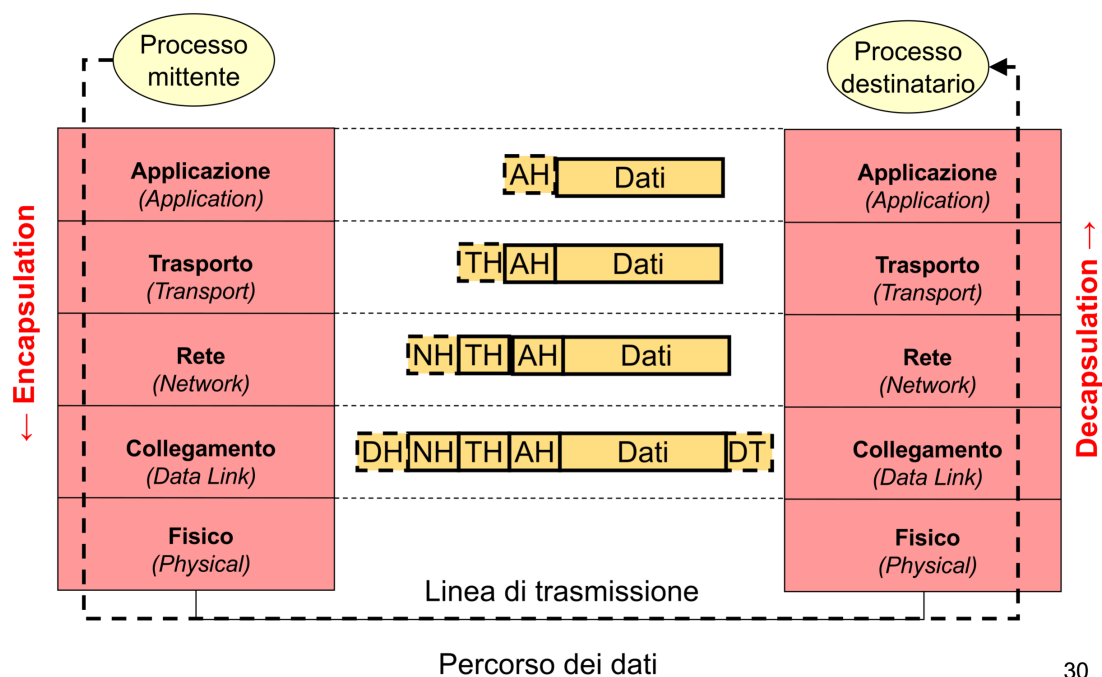 Processo
mittente
Processo
destinatario
← Encapsulation
Applicazione
(Application)
AH Dati
Applicazione
(Application)
Trasporto
(Transport)
TH AH Dati
Trasporto
(Transport)
Rete
(Network)
NH TH AH Dati
Rete
(Network)
Collegamento
(Data Link)
DH NH TH AH Dati DT
Collegamento
(Data Link)
Fisico
(Physical)
Fisico
(Physical)
Decapsulation →
Linea di trasmissione
Percorso dei dati
30